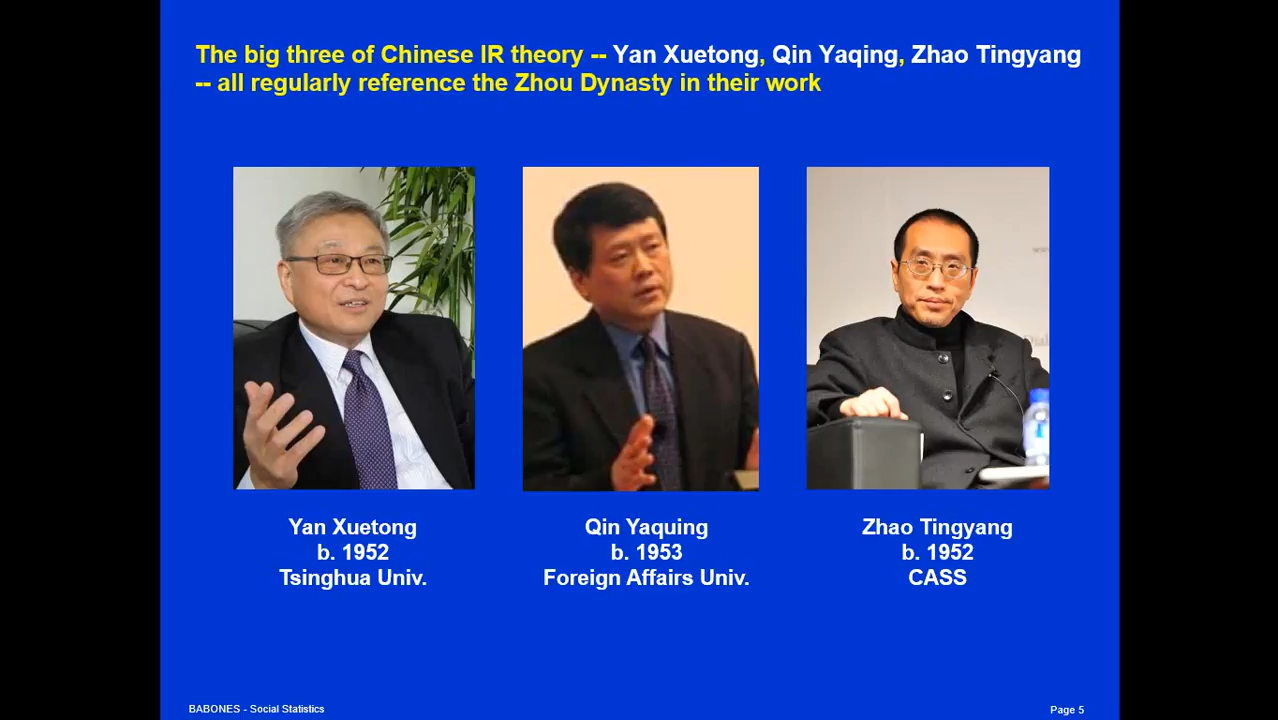 The big three of Chinese IR theory -- Yan Xuetong, Qin Yaqing, Zhao Tingyang
-- all regularly reference the Zhou Dynasty in their work
Yan Xuetong
b. 1952
Tsinghua Univ.
Qin Yaquing
b. 1953
Foreign Affairs Univ.
Zhao Tingyang
b. 1952
CASS
BABONES - Social Statistics
Page 5